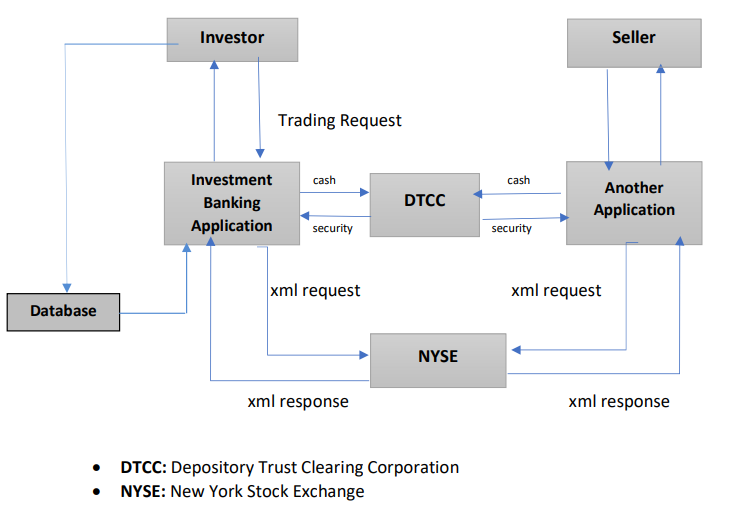 Investor
Seller
Trading Request
Investment
Banking
Application
cash
DTCC
cash
Another
Application
security
security
xml request
xml request
Database
NYSE
xml response
xml response
• DTCC: Depository Trust Clearing Corporation
• NYSE: New York Stock Exchange